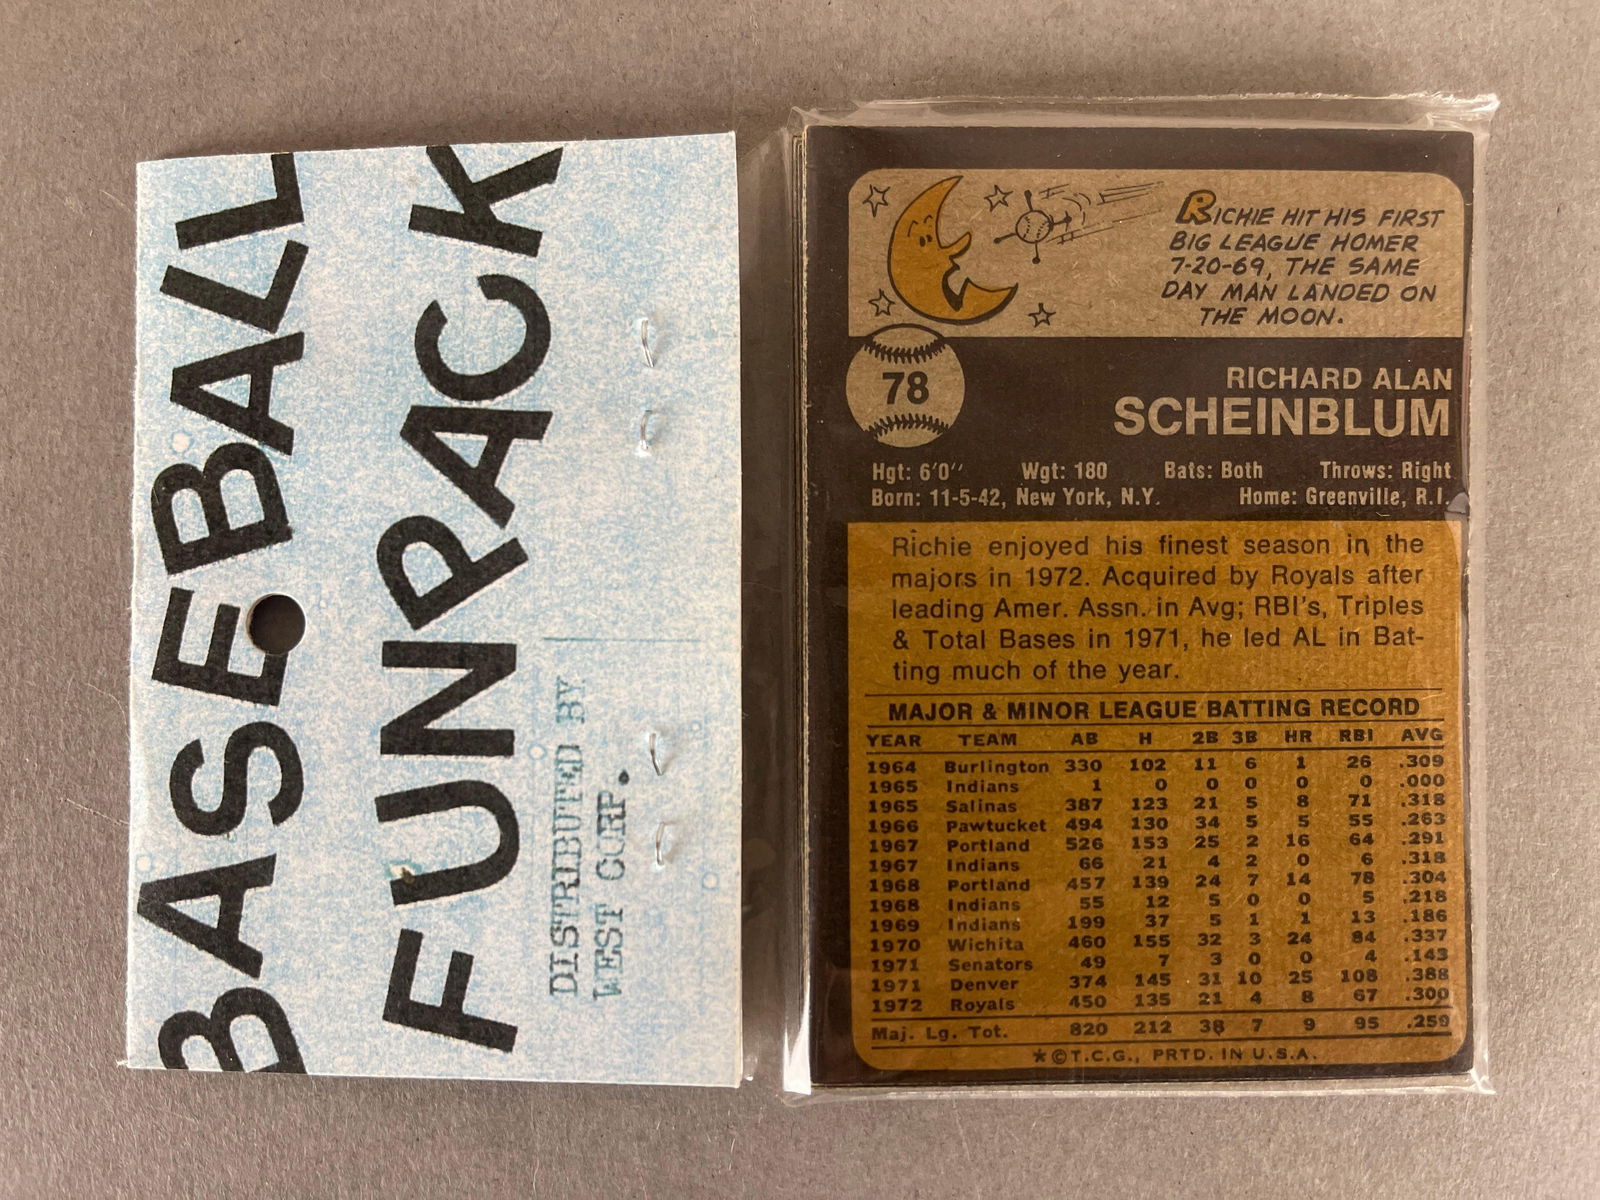 BASEBALL
FUNPACK
DISTRIBUTED BY
WEST CORP.
RICHIE HIT HIS FIRST
BIG LEAGUE HOMER
7-20-69, THE SAME
DAY MAN LANDED ON
THE MOON.
78
RICHARD ALAN
SCHEINBLUM
Hgt: 6'0'' Wgt: 180 Bats: Both Throws: Right
Born: 11-5-42, New York, N.Y. Home: Greenville, R.I.
Richie enjoyed his finest season in the
majors in 1972. Acquired by Royals after
leading Amer. Assn. in Avg; RBI's, Triples
& Total Bases in 1971, he led AL in Bat-
ting much of the year.
MAJOR & MINOR LEAGUE BATTING RECORD
YEAR TEAM AB H 2B 3B HR RBI AVG
1964 Burlington 330 102 11 6 1 26 .309
1965 Indians 1 0 0 0 0 0 .000
1965 Salinas 387 123 21 5 8 71 .318
1966 Pawtucket 494 130 34 5 5 55 .263
1967 Portland 526 153 25 2 16 64 .291
1967 Indians 66 21 4 2 0 6 .318
1968 Portland 457 139 24 7 14 78 .304
1968 Indians 55 12 5 0 0 5 .218
1969 Indians 199 37 5 1 1 13 .186
1970 Wichita 460 155 32 3 24 84 .337
1971 Senators 49 7 3 0 0 4 .143
1971 Denver 374 145 31 10 25 108 .388
1972 Royals 450 135 21 4 8 67 .300
Maj. Lg. Tot. 820 212 38 7 9 95 .259
★©T.C.G., PRTD. IN U.S.A.